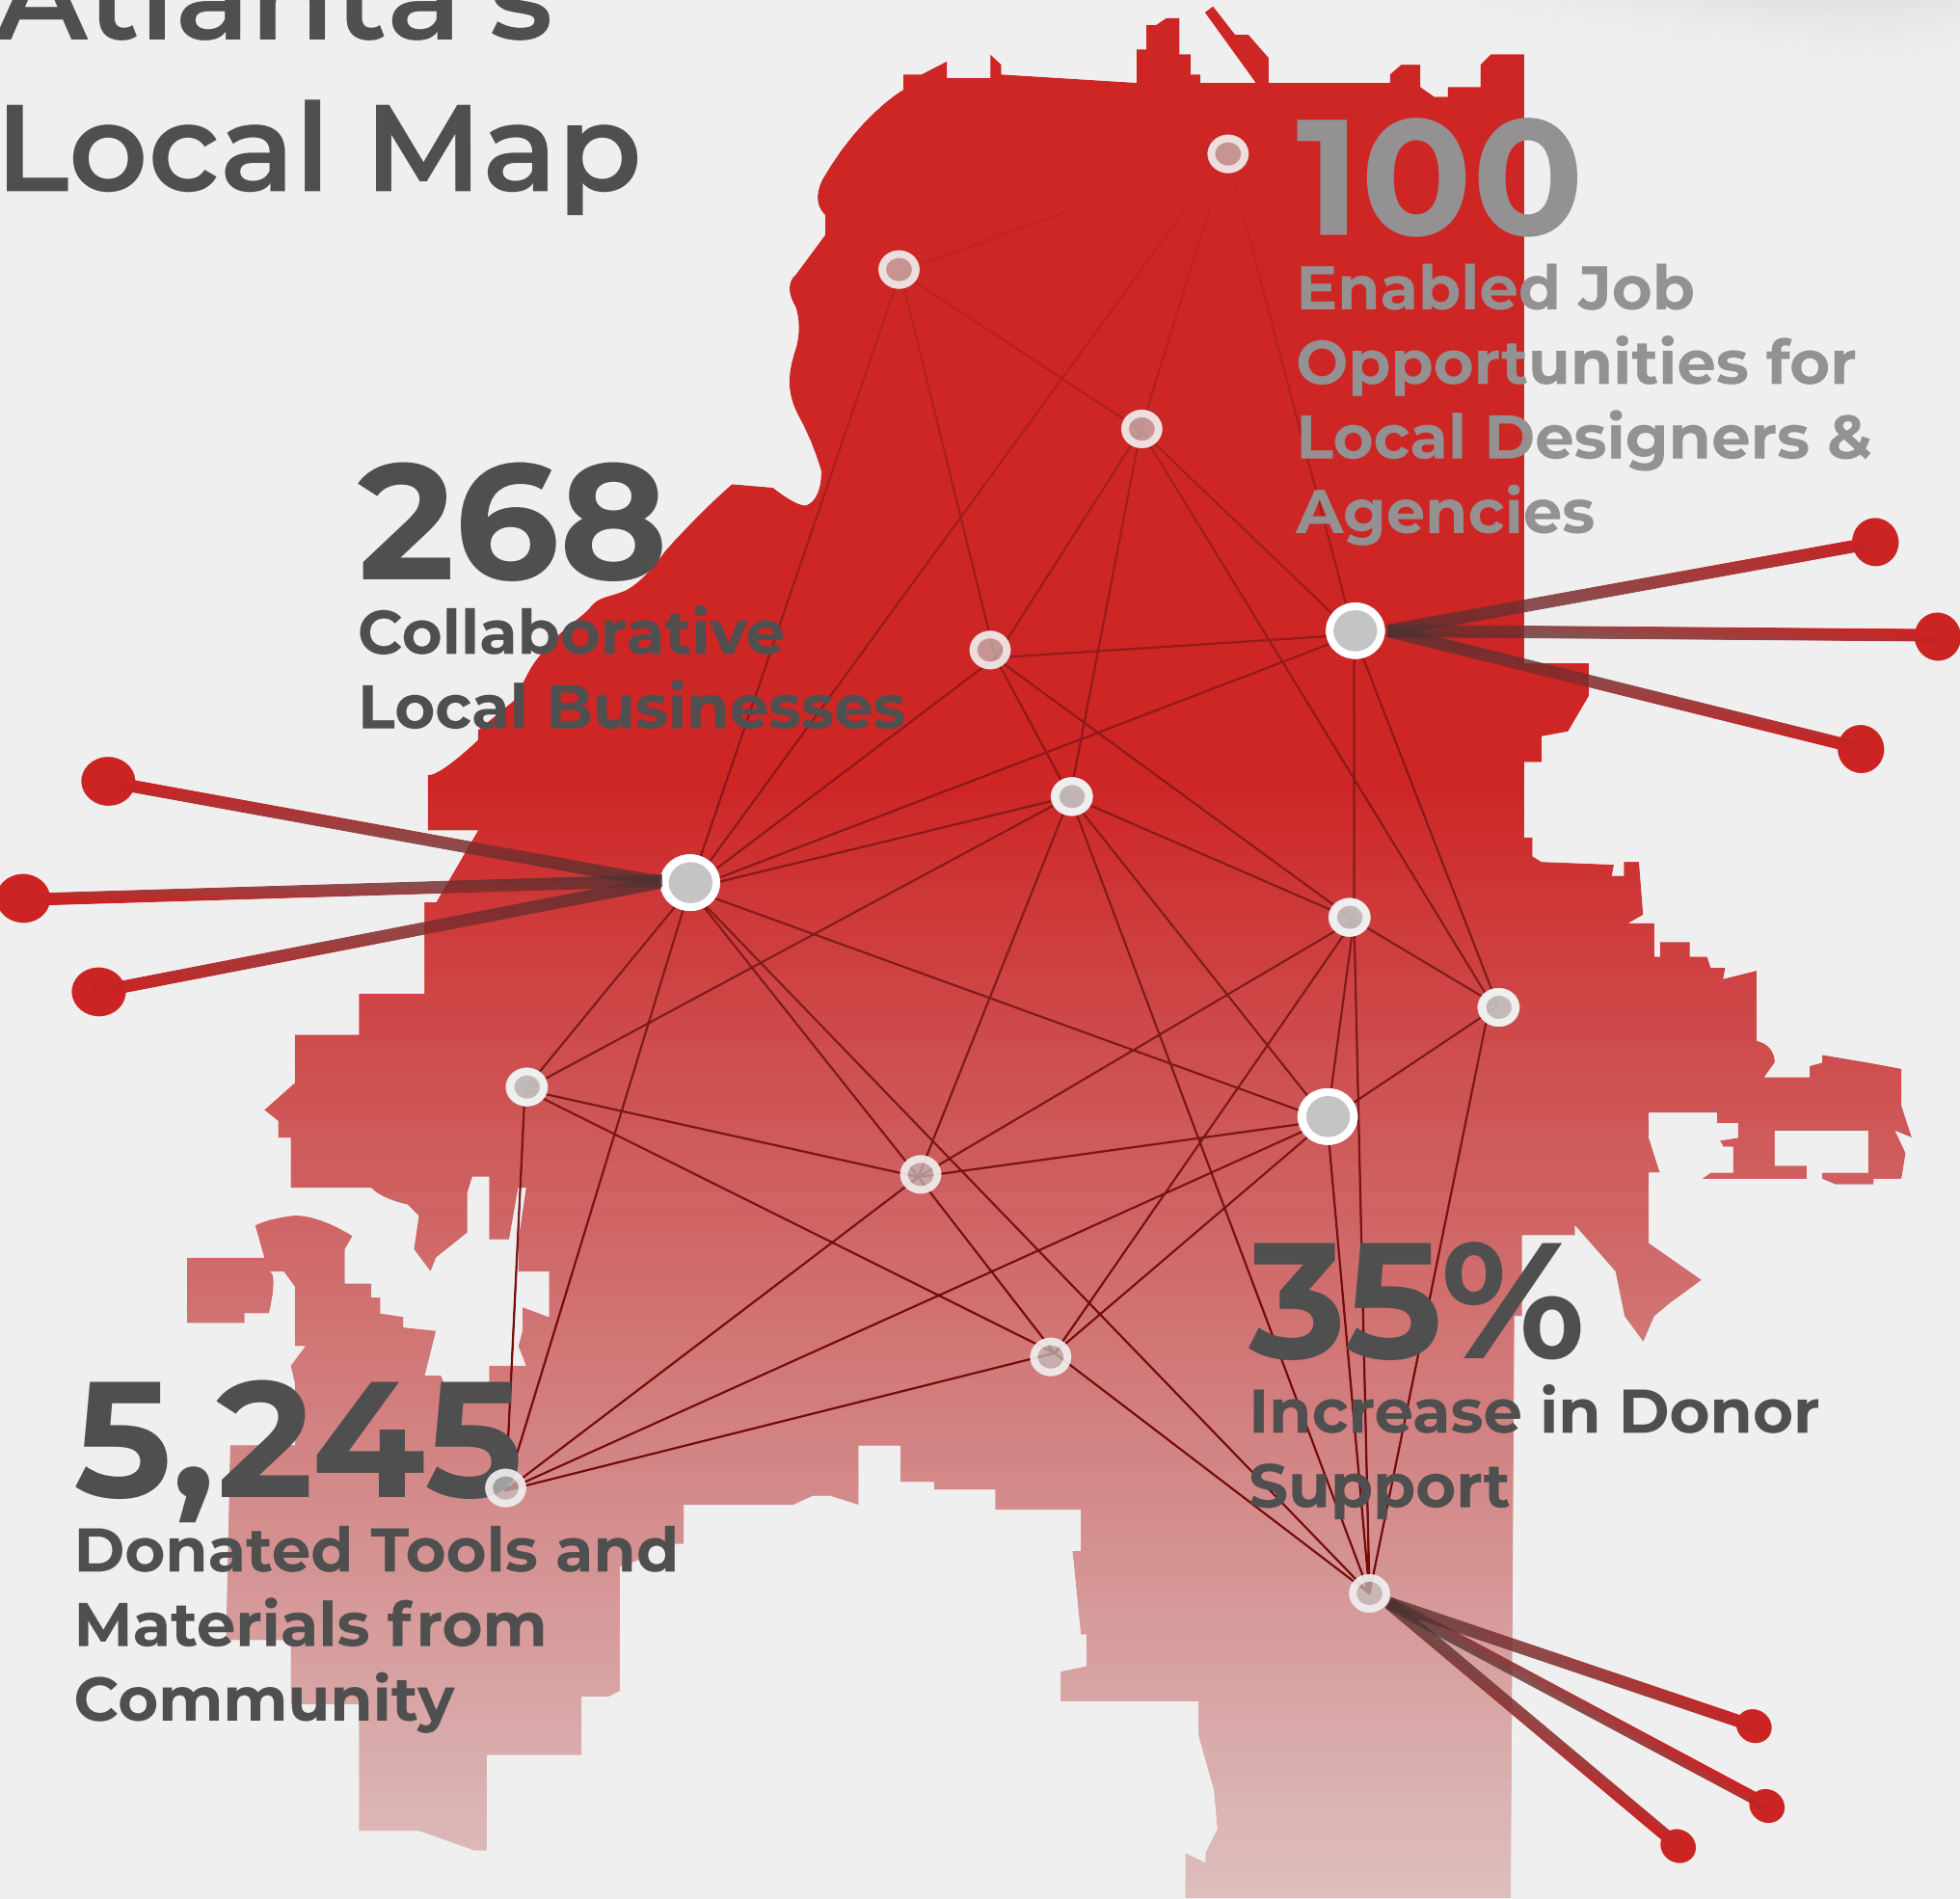 Atlanta's
Local Map
100
Enabled Job
Opportunities for
Local Designers &
Agencies
268
Collaborative
Local Businesses
35%
Increase in Donor
Support
5,245
Donated Tools and
Materials from
Community